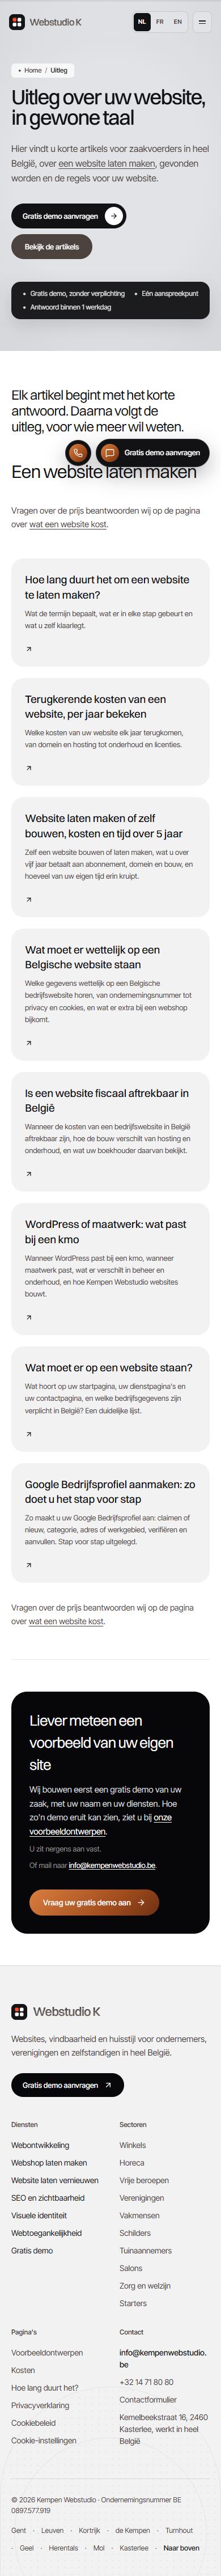 Webstudio K
NL FR EN
• Home / Uitleg
Uitleg over uw website,
in gewone taal
Hier vindt u korte artikels voor zaakvoerders in heel
België, over een website laten maken, gevonden
worden en de regels voor uw website.
Gratis demo aanvragen
Bekijk de artikels
• Gratis demo, zonder verplichting • Eén aanspreekpunt
• Antwoord binnen 1 werkdag
Elk artikel begint met het korte
antwoord. Daarna volgt de
uitleg, voor wie meer wil weten.
Gratis demo aanvragen
Een website laten maken
Vragen over de prijs beantwoorden wij op de pagina
over wat een website kost.
Hoe lang duurt het om een website
te laten maken?
Wat de termijn bepaalt, wat er in elke stap gebeurt en
wat u zelf klaarlegt.
Terugkerende kosten van een
website, per jaar bekeken
Welke kosten van uw website elk jaar terugkomen,
van domein en hosting tot onderhoud en licenties.
Website laten maken of zelf
bouwen, kosten en tijd over 5 jaar
Zelf een website bouwen of laten maken, wat u over
vijf jaar betaalt aan abonnement, domein en bouw, en
hoeveel van uw eigen tijd erin kruipt.
Wat moet er wettelijk op een
Belgische website staan
Welke gegevens wettelijk op een Belgische
bedrijfswebsite horen, van ondernemingsnummer tot
privacy en cookies, en wat er extra bij een webshop
bijkomt.
Is een website fiscaal aftrekbaar in
België
Wanneer de kosten van een bedrijfswebsite in België
aftrekbaar zijn, hoe de bouw verschilt van hosting en
onderhoud, en wat uw boekhouder daarvan bekijkt.
WordPress of maatwerk: wat past
bij een kmo
Wanneer WordPress past bij een kmo, wanneer
maatwerk past, wat er verschilt in beheer en
onderhoud, en hoe Kempen Webstudio websites
bouwt.
Wat moet er op een website staan?
Wat hoort op uw startpagina, uw dienstpagina's en
uw contactpagina, en welke bedrijfsgegevens zijn
verplicht in België? Een duidelijke lijst.
Google Bedrijfsprofiel aanmaken: zo
doet u het stap voor stap
Zo maakt u uw Google Bedrijfsprofiel aan: claimen of
nieuw, categorie, adres of werkgebied, verifiëren en
aanvullen. Stap voor stap uitgelegd.
Vragen over de prijs beantwoorden wij op de pagina
over wat een website kost.
Liever meteen een
voorbeeld van uw eigen
site
Wij bouwen eerst een gratis demo van uw
zaak, met uw naam en uw diensten. Hoe
zo'n demo eruit kan zien, ziet u bij onze
voorbeeldontwerpen.
U zit nergens aan vast.
Of mail naar info@kempenwebstudio.be.
Vraag uw gratis demo aan
Webstudio K
Websites, vindbaarheid en huisstijl voor ondernemers,
verenigingen en zelfstandigen in heel België.
Gratis demo aanvragen
Diensten
Webontwikkeling
Webshop laten maken
Website laten vernieuwen
SEO en zichtbaarheid
Visuele identiteit
Webtoegankelijkheid
Gratis demo
Sectoren
Winkels
Horeca
Vrije beroepen
Verenigingen
Vakmensen
Schilders
Tuinaannemers
Salons
Zorg en welzijn
Starters
Pagina's
Voorbeeldontwerpen
Kosten
Hoe lang duurt het?
Privacyverklaring
Cookiebeleid
Cookie-instellingen
Contact
info@kempenwebstudio.
be
+32 14 71 80 80
Contactformulier
Kemelbeekstraat 16, 2460
Kasterlee, werkt in heel
België
© 2026 Kempen Webstudio · Ondernemingsnummer BE
0897.577.919
Gent · Leuven · Kortrijk · de Kempen · Turnhout
· Geel · Herentals · Mol · Kasterlee · Naar boven